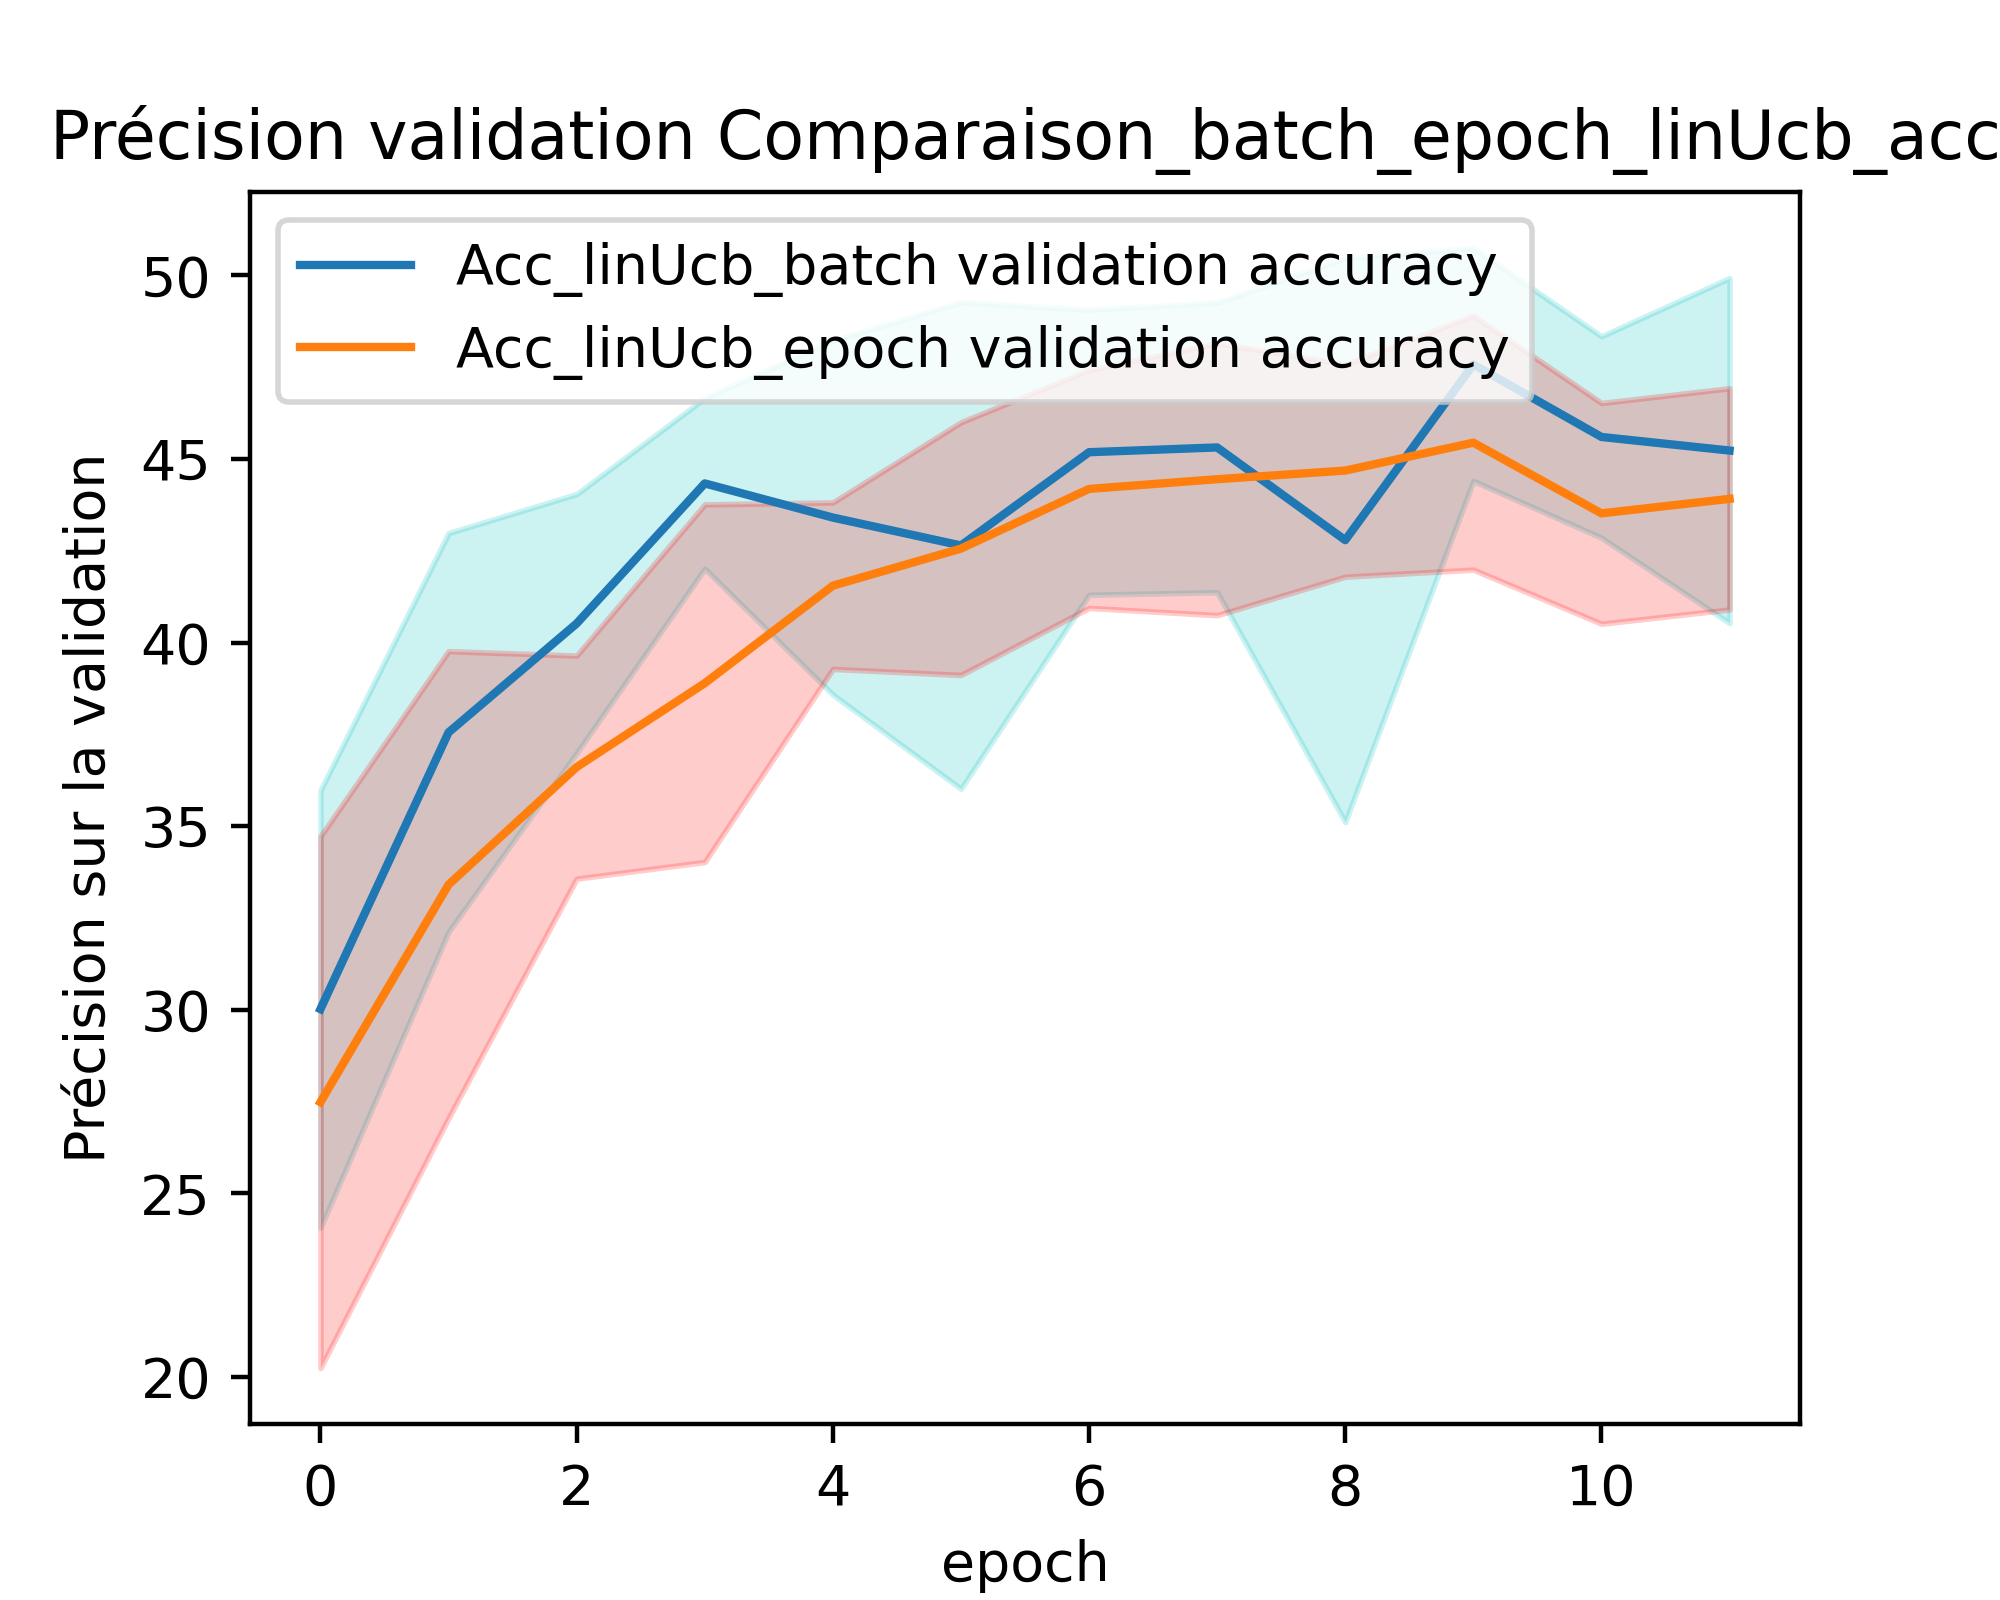 Précision validation Comparaison_batch_epoch_linUcb_acc
Acc_linUcb_batch validation accuracy
Acc_linUcb_epoch validation accuracy
Précision sur la validation
50
45
40
35
30
25
20
0 2 4 6 8 10
epoch